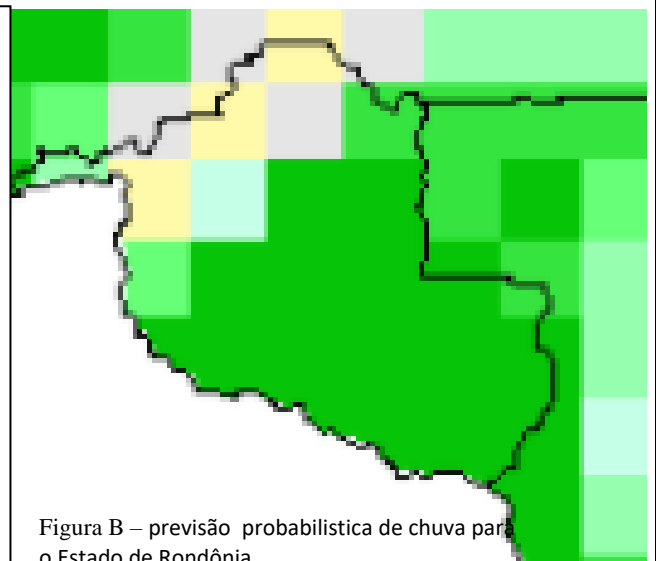 Figura B – previsão probabilistica de chuva para
o Estado de Rondônia